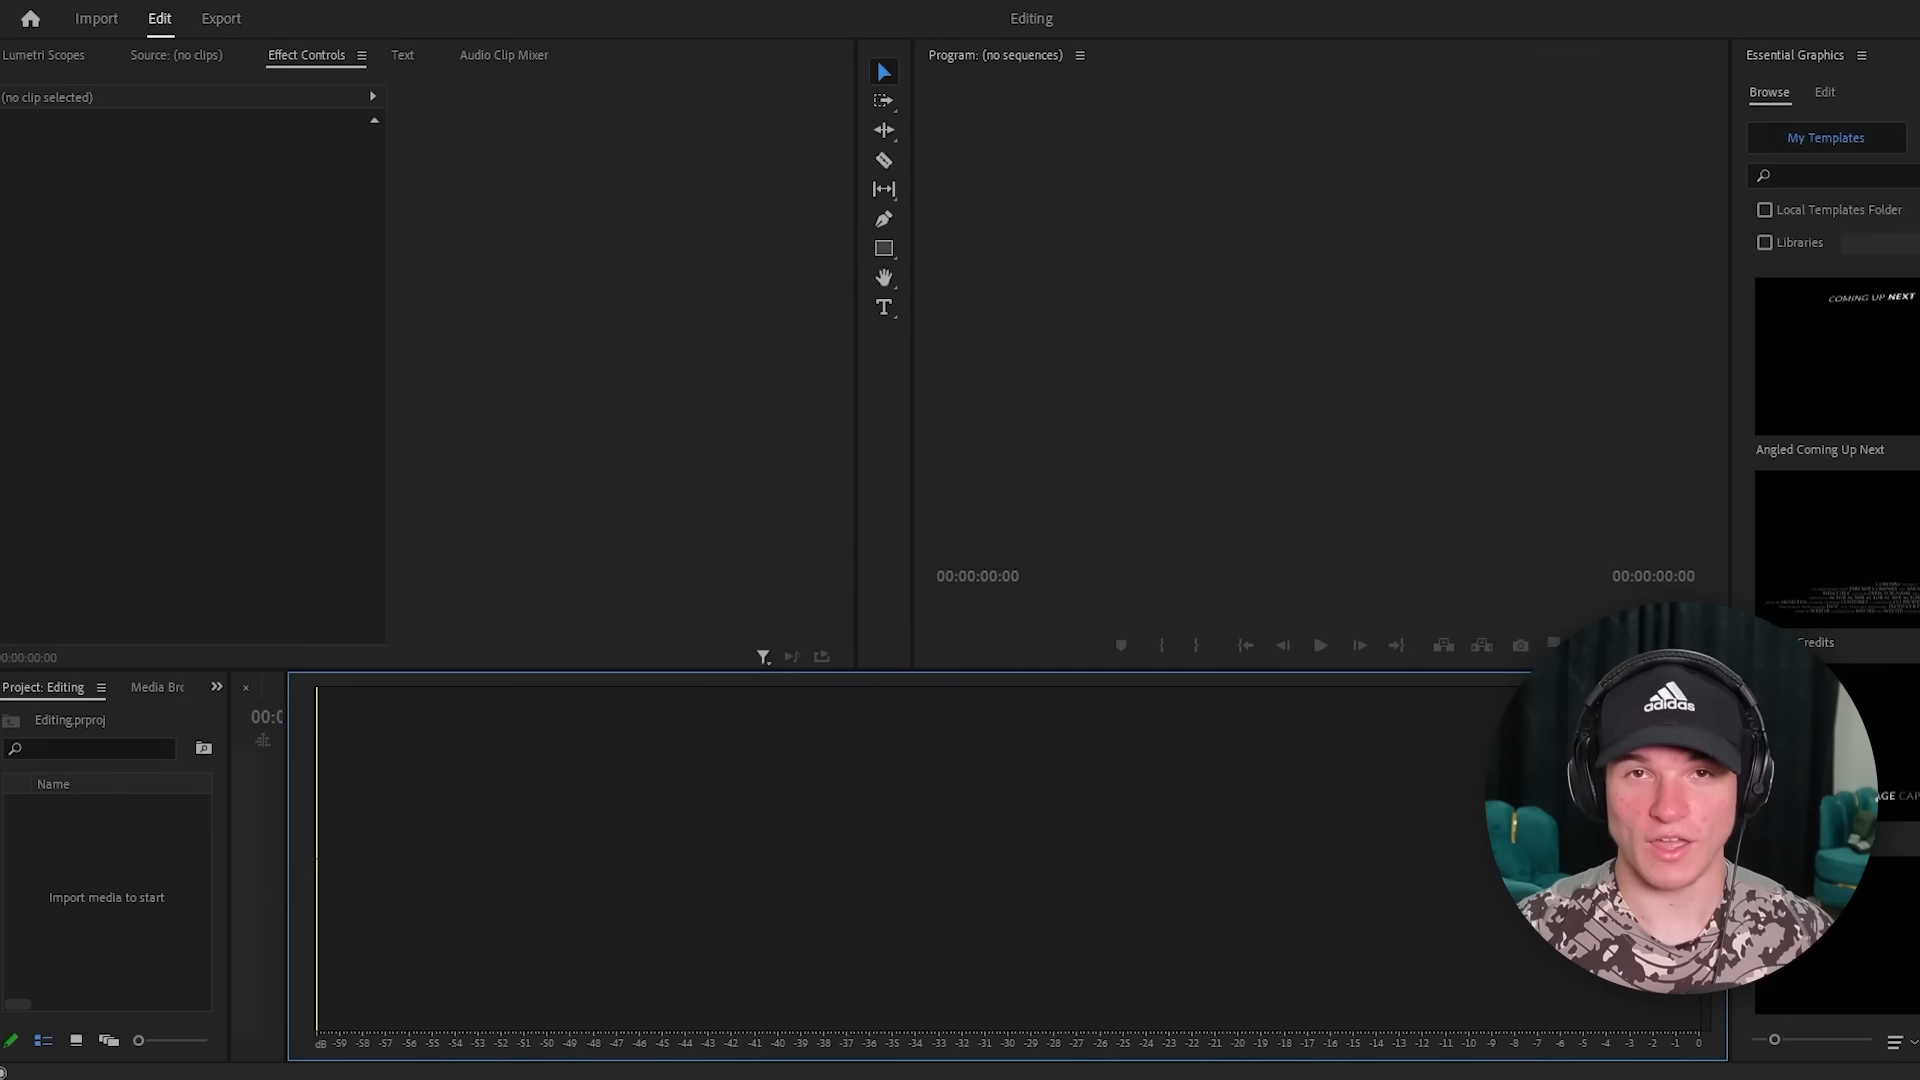 Import Edit Export Editing
Lumetri Scopes Source: (no clips) Effect Controls Text Audio Clip Mixer Program: (no sequences) Essential Graphics
Browse Edit
(no clip selected)
My Templates
Local Templates Folder
Libraries
COMING UP NEXT
Angled Coming Up Next
00:00:00:00 00:00:00:00
Credits
0:00:00:00
Project: Editing Media Brc
Editing.prproj
00:0
adidas
Name
AGE CAP
Import media to start
dB -59 -58 -57 -56 -55 -54 -53 -52 -51 -50 -49 -48 -47 -46 -45 -44 -43 -42 -41 -40 -39 -38 -37 -36 -35 -34 -33 -32 -31 -30 -29 -28 -27 -26 -25 -24 -23 -22 -21 -20 -19 -18 -17 -16 -15 -14 -13 -12 -11 -10 -9 -8 -7 -6 -5 -4 -3 -2 -1 0